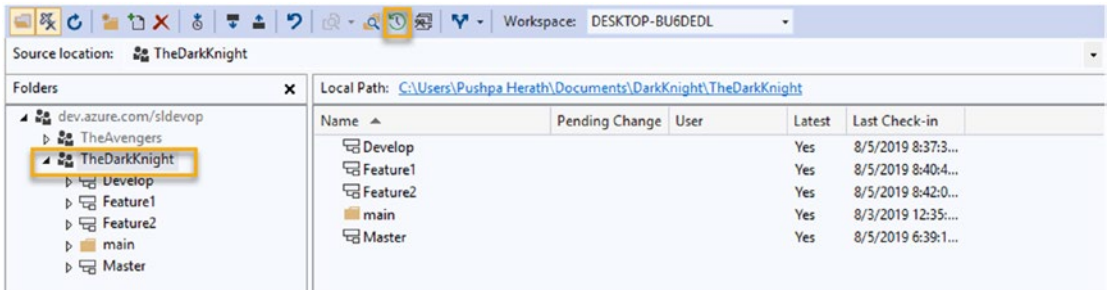 Workspace: DESKTOP-BU6DEDL
Source location: TheDarkKnight
Folders
Local Path: C:\Users\Pushpa Herath\Documents\DarkKnight\TheDarkKnight
dev.azure.com/sldevop
TheAvengers
TheDarkKnight
Develop
Feature1
Feature2
main
Master
Name Pending Change User Latest Last Check-in
Develop Yes 8/5/2019 8:37:3...
Feature1 Yes 8/5/2019 8:40:4...
Feature2 Yes 8/5/2019 8:42:0...
main Yes 8/3/2019 12:35:...
Master Yes 8/5/2019 6:39:1...